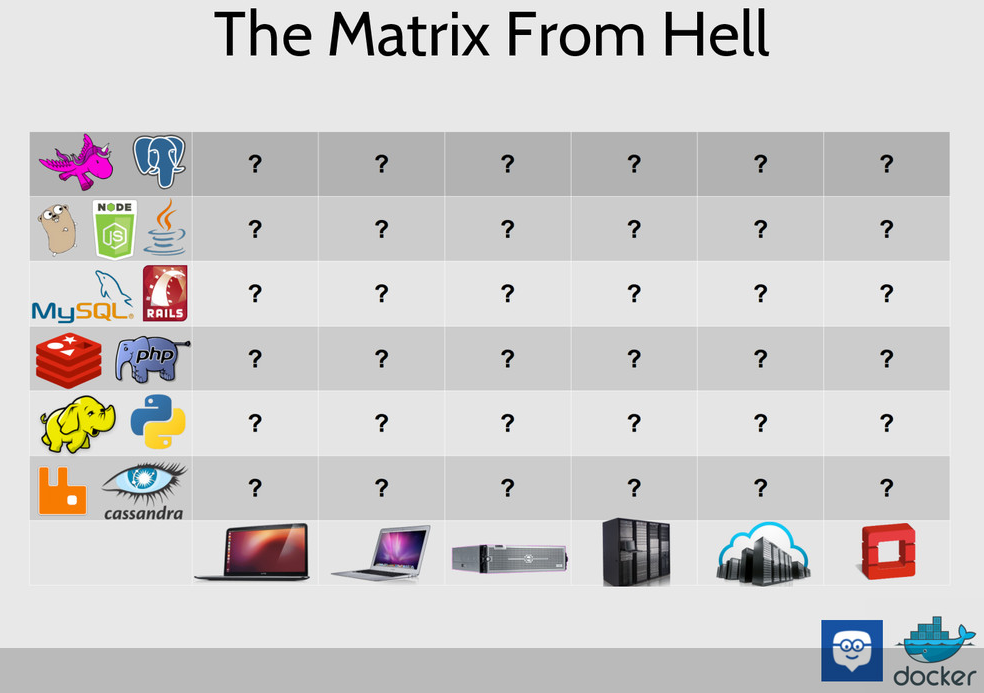 The Matrix From Hell
? ? ? ? ? ?
NODE
JS
? ? ? ? ? ?
MySQL®
RAILS
? ? ? ? ? ?
php
? ? ? ? ? ?
? ? ? ? ? ?
cassandra
? ? ? ? ? ?
docker